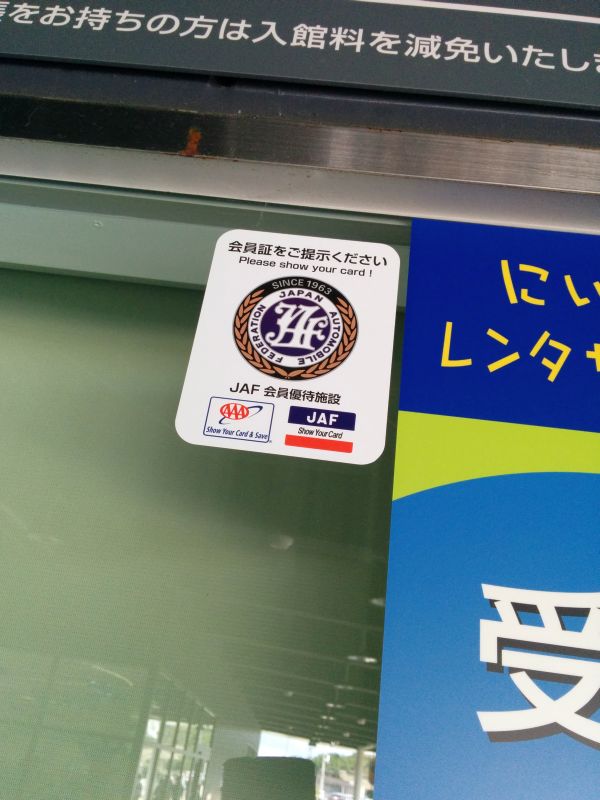 をお持ちの方は入館料を減免いたしま
会員証をご提示ください
Please show your card !
SINCE 1963
JAPAN AUTOMOBILE FEDERATION
JAF
JAF 会員優待施設
AAA
Show Your Card & Save
JAF
Show Your Card
にい
レンタ
受